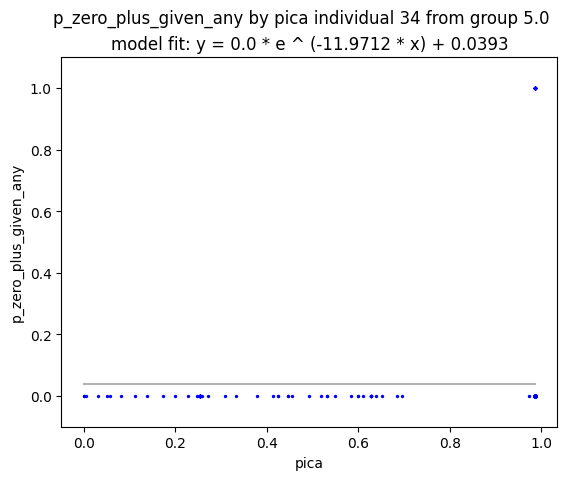 p_zero_plus_given_any by pica individual 34 from group 5.0
model fit: y = 0.0 * e ^ (-11.9712 * x) + 0.0393
1.0
0.8
0.6
0.4
0.2
0.0
p_zero_plus_given_any
0.0 0.2 0.4 0.6 0.8 1.0
pica